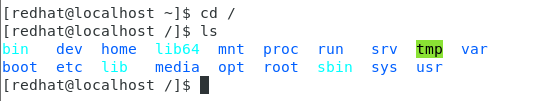 [redhat@localhost ~]$ cd /
[redhat@localhost /]$ ls
bin dev home lib64 mnt proc run srv tmp var
boot etc lib media opt root sbin sys usr
[redhat@localhost /]$